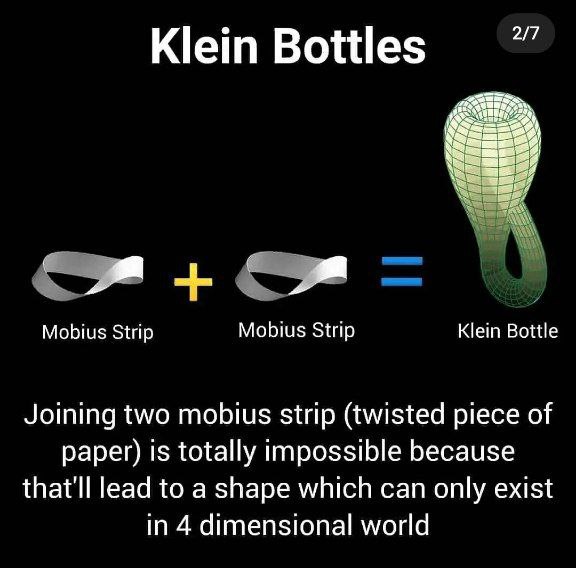 Klein Bottles
2/7
Mobius Strip
Mobius Strip
Klein Bottle
Joining two mobius strip (twisted piece of
paper) is totally impossible because
that'll lead to a shape which can only exist
in 4 dimensional world